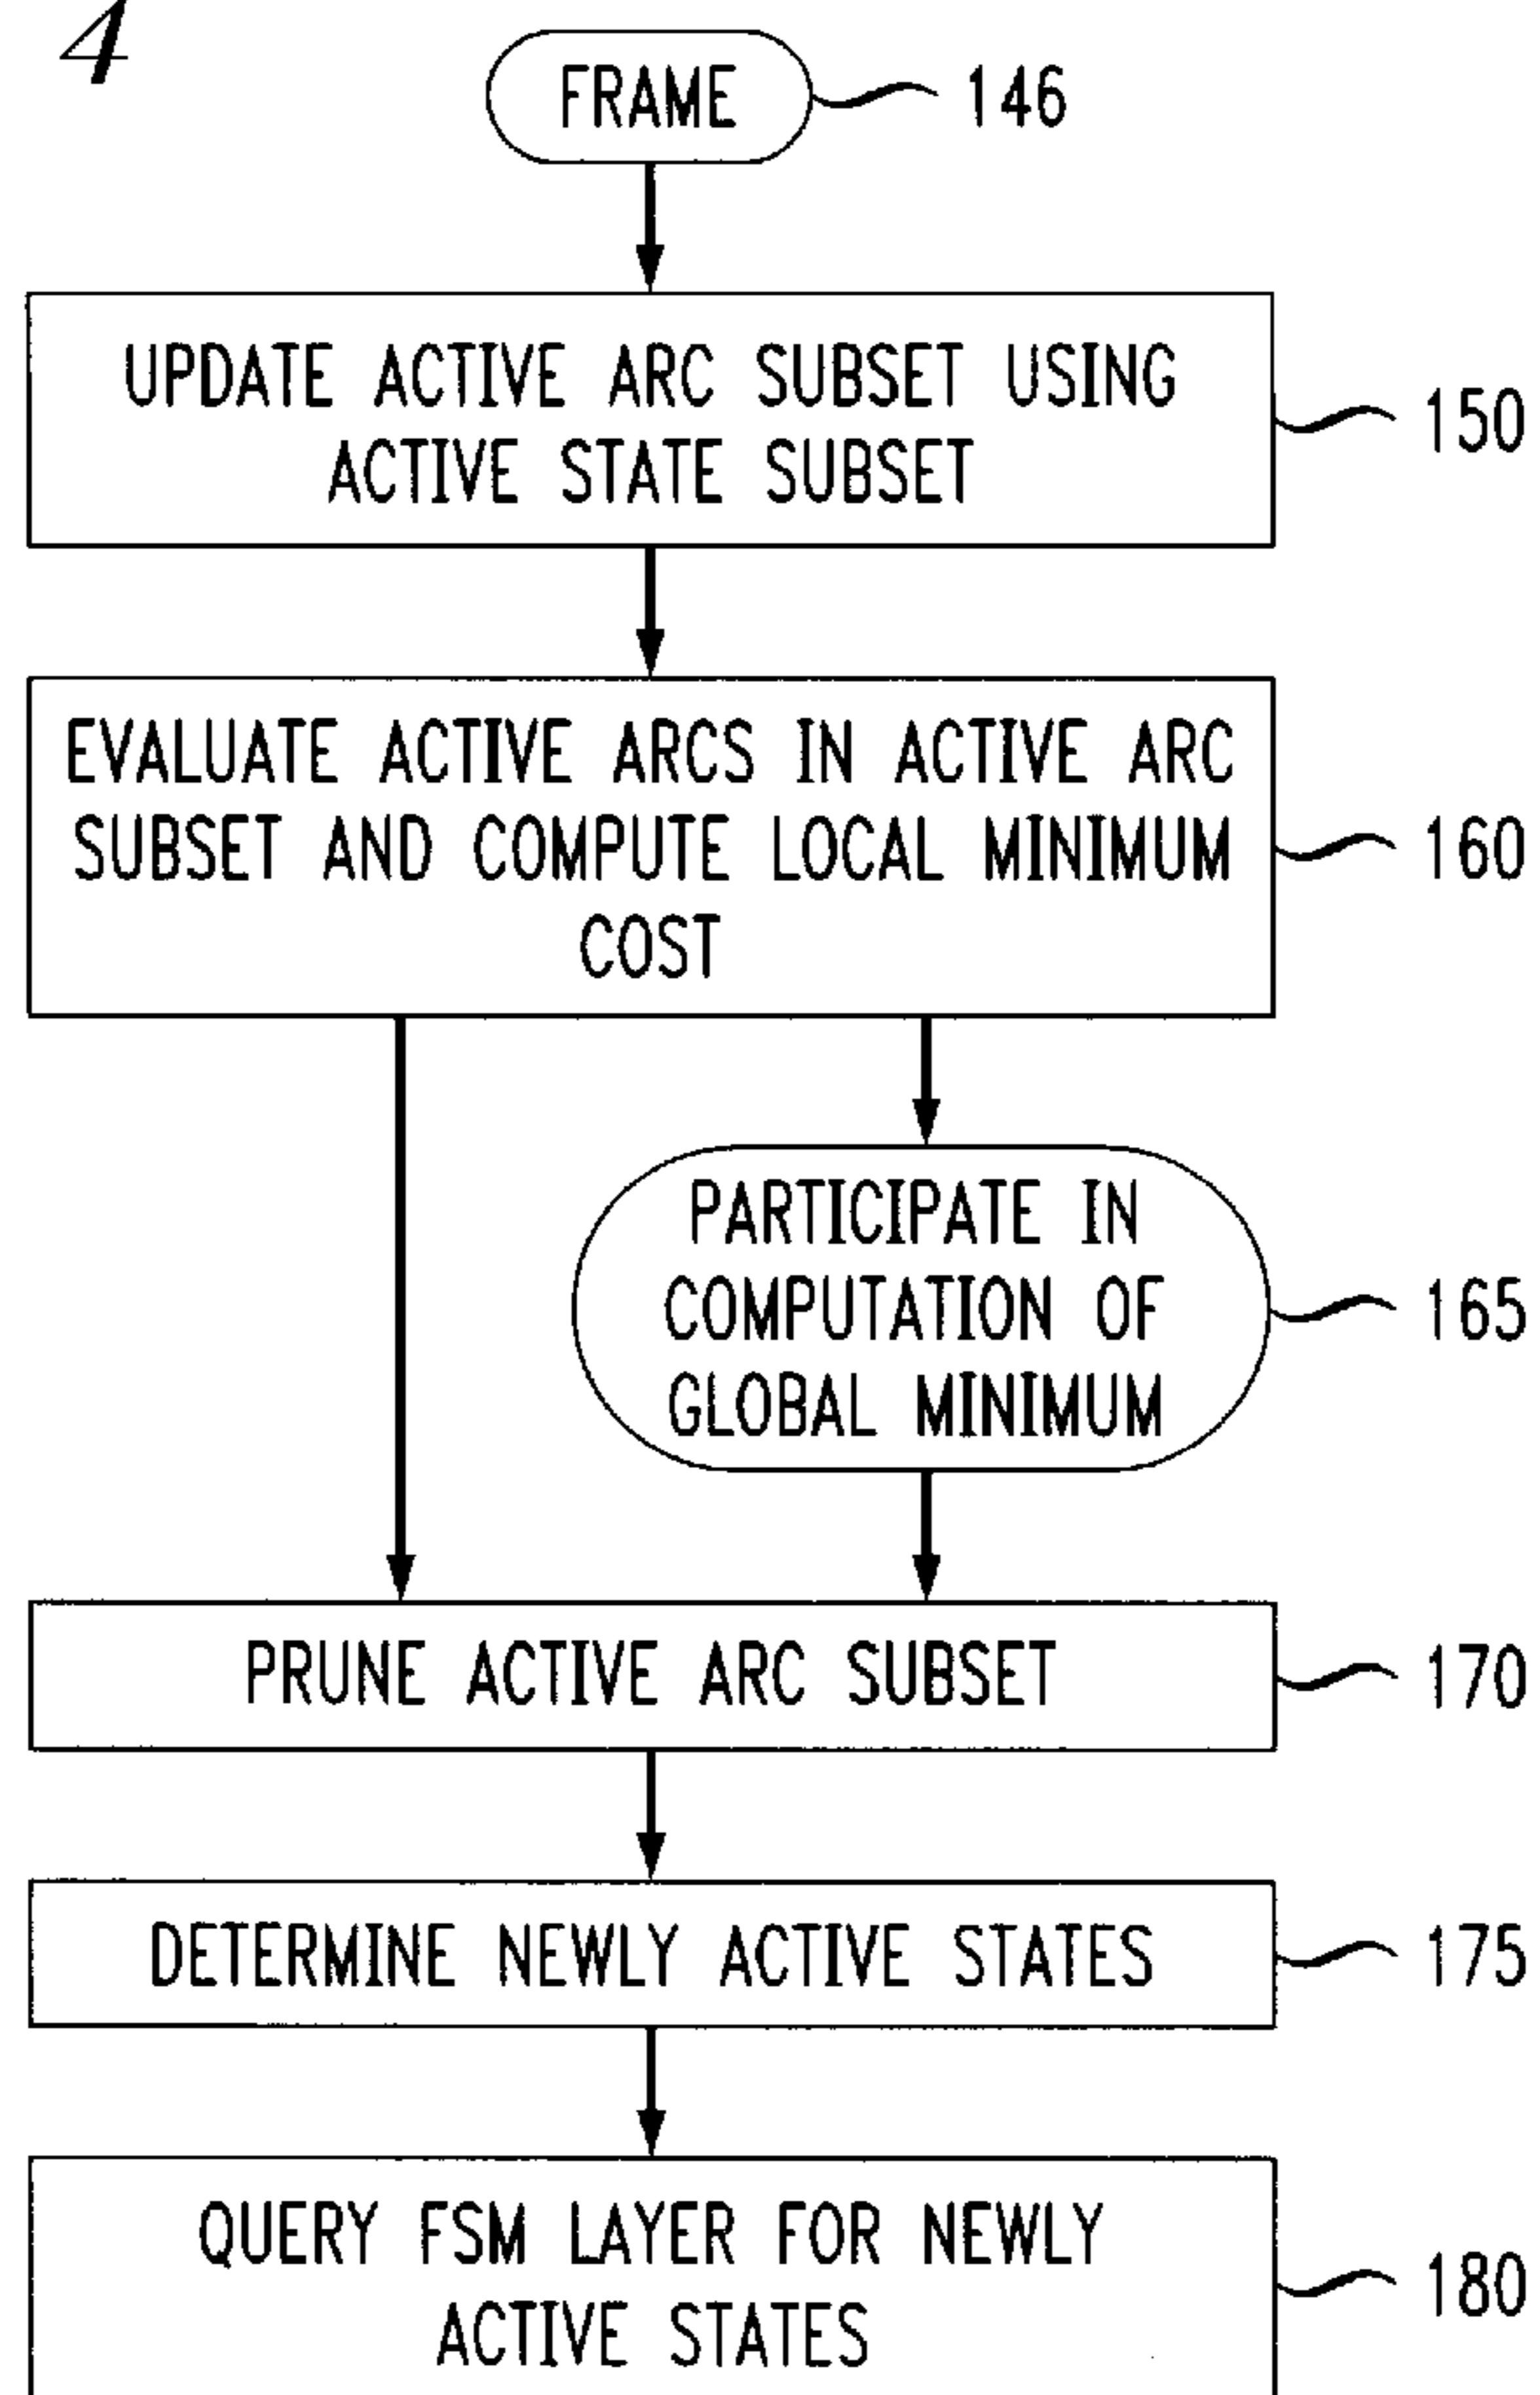 4
FRAME
146
UPDATE ACTIVE ARC SUBSET USING
ACTIVE STATE SUBSET
150
EVALUATE ACTIVE ARCS IN ACTIVE ARC
SUBSET AND COMPUTE LOCAL MINIMUM
COST
160
PARTICIPATE IN
COMPUTATION OF
GLOBAL MINIMUM
165
PRUNE ACTIVE ARC SUBSET
170
DETERMINE NEWLY ACTIVE STATES
175
QUERY FSM LAYER FOR NEWLY
ACTIVE STATES
180